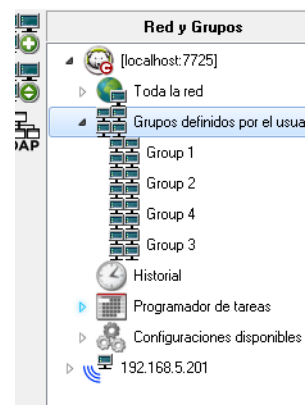 Red y Grupos
[localhost:7725]
Toda la red
Grupos definidos por el usua
Group 1
Group 2
Group 4
Group 3
Historial
Programador de tareas
Configuraciones disponibles
192.168.5.201
DAP